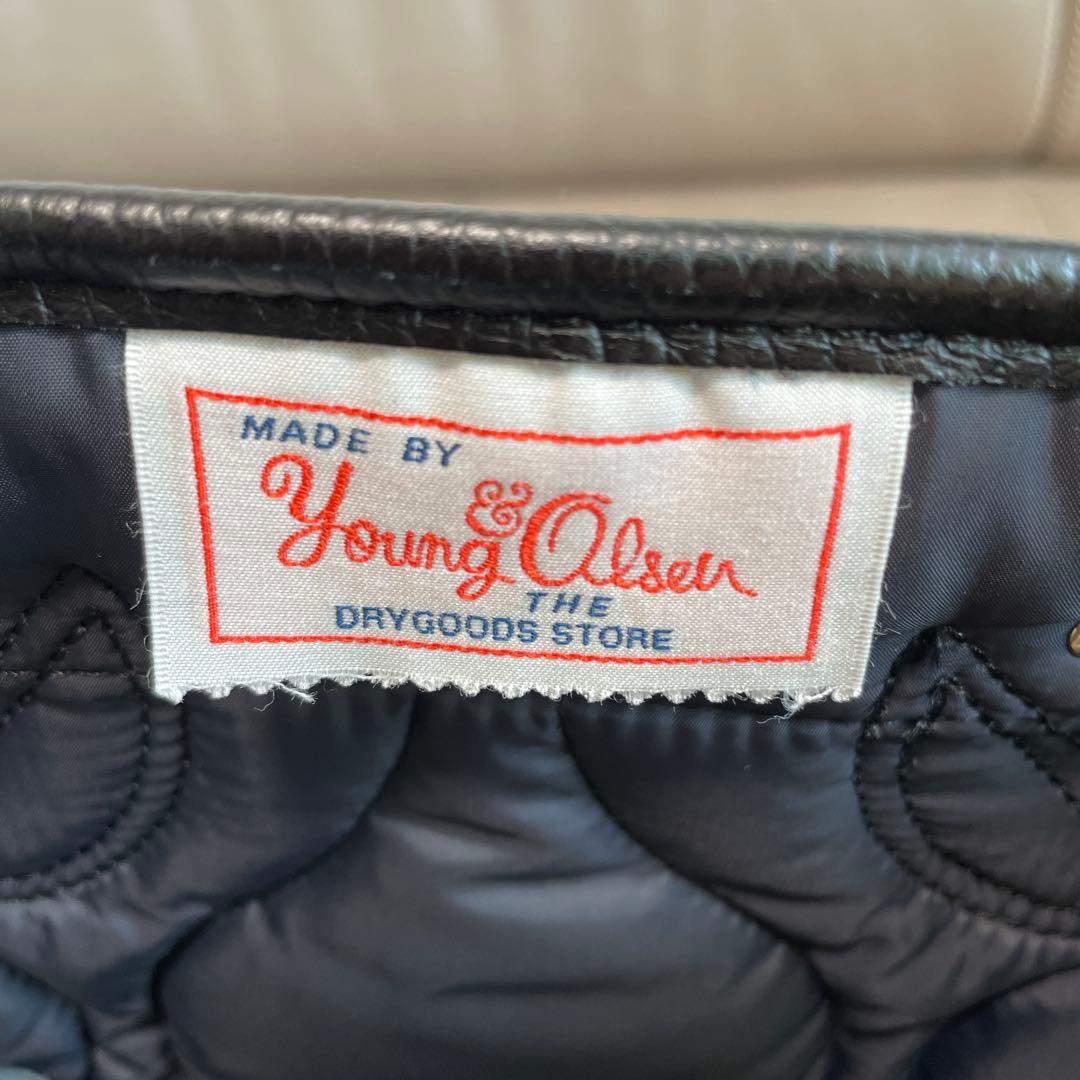 MADE BY
Young & Olsen
THE
DRYGOODS STORE